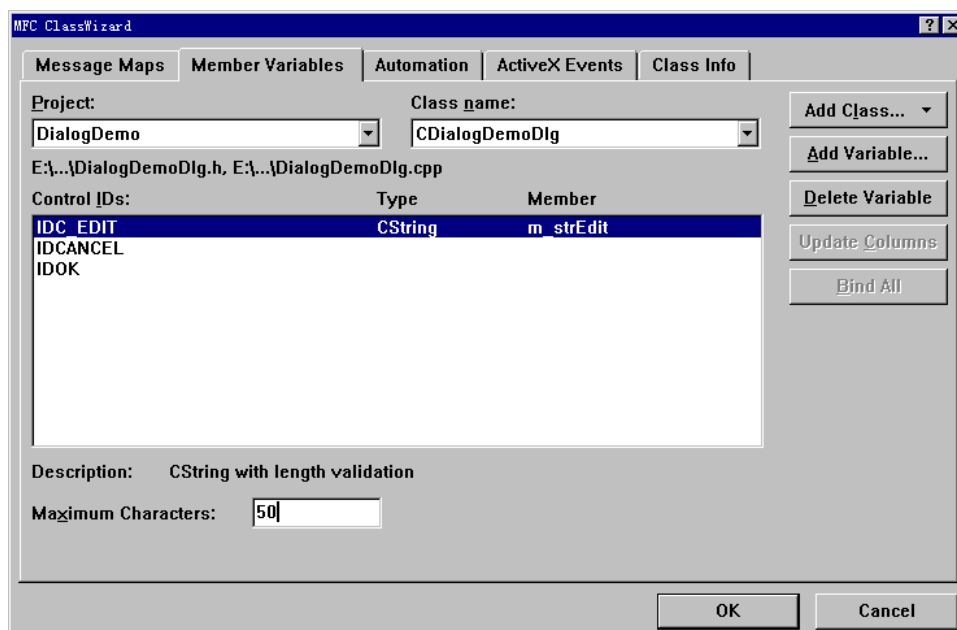 MFC ClassWizard
Message Maps Member Variables Automation ActiveX Events Class Info
Project: Class name:
DialogDemo CDialogDemoDlg
Add Class...
E:\...\DialogDemoDlg.h, E:\...\DialogDemoDlg.cpp
Add Variable...
Control IDs: Type Member
Delete Variable
IDC_EDIT CString m_strEdit
IDCANCEL
Update Columns
IDOK
Bind All
Description: CString with length validation
Maximum Characters: 50
OK Cancel